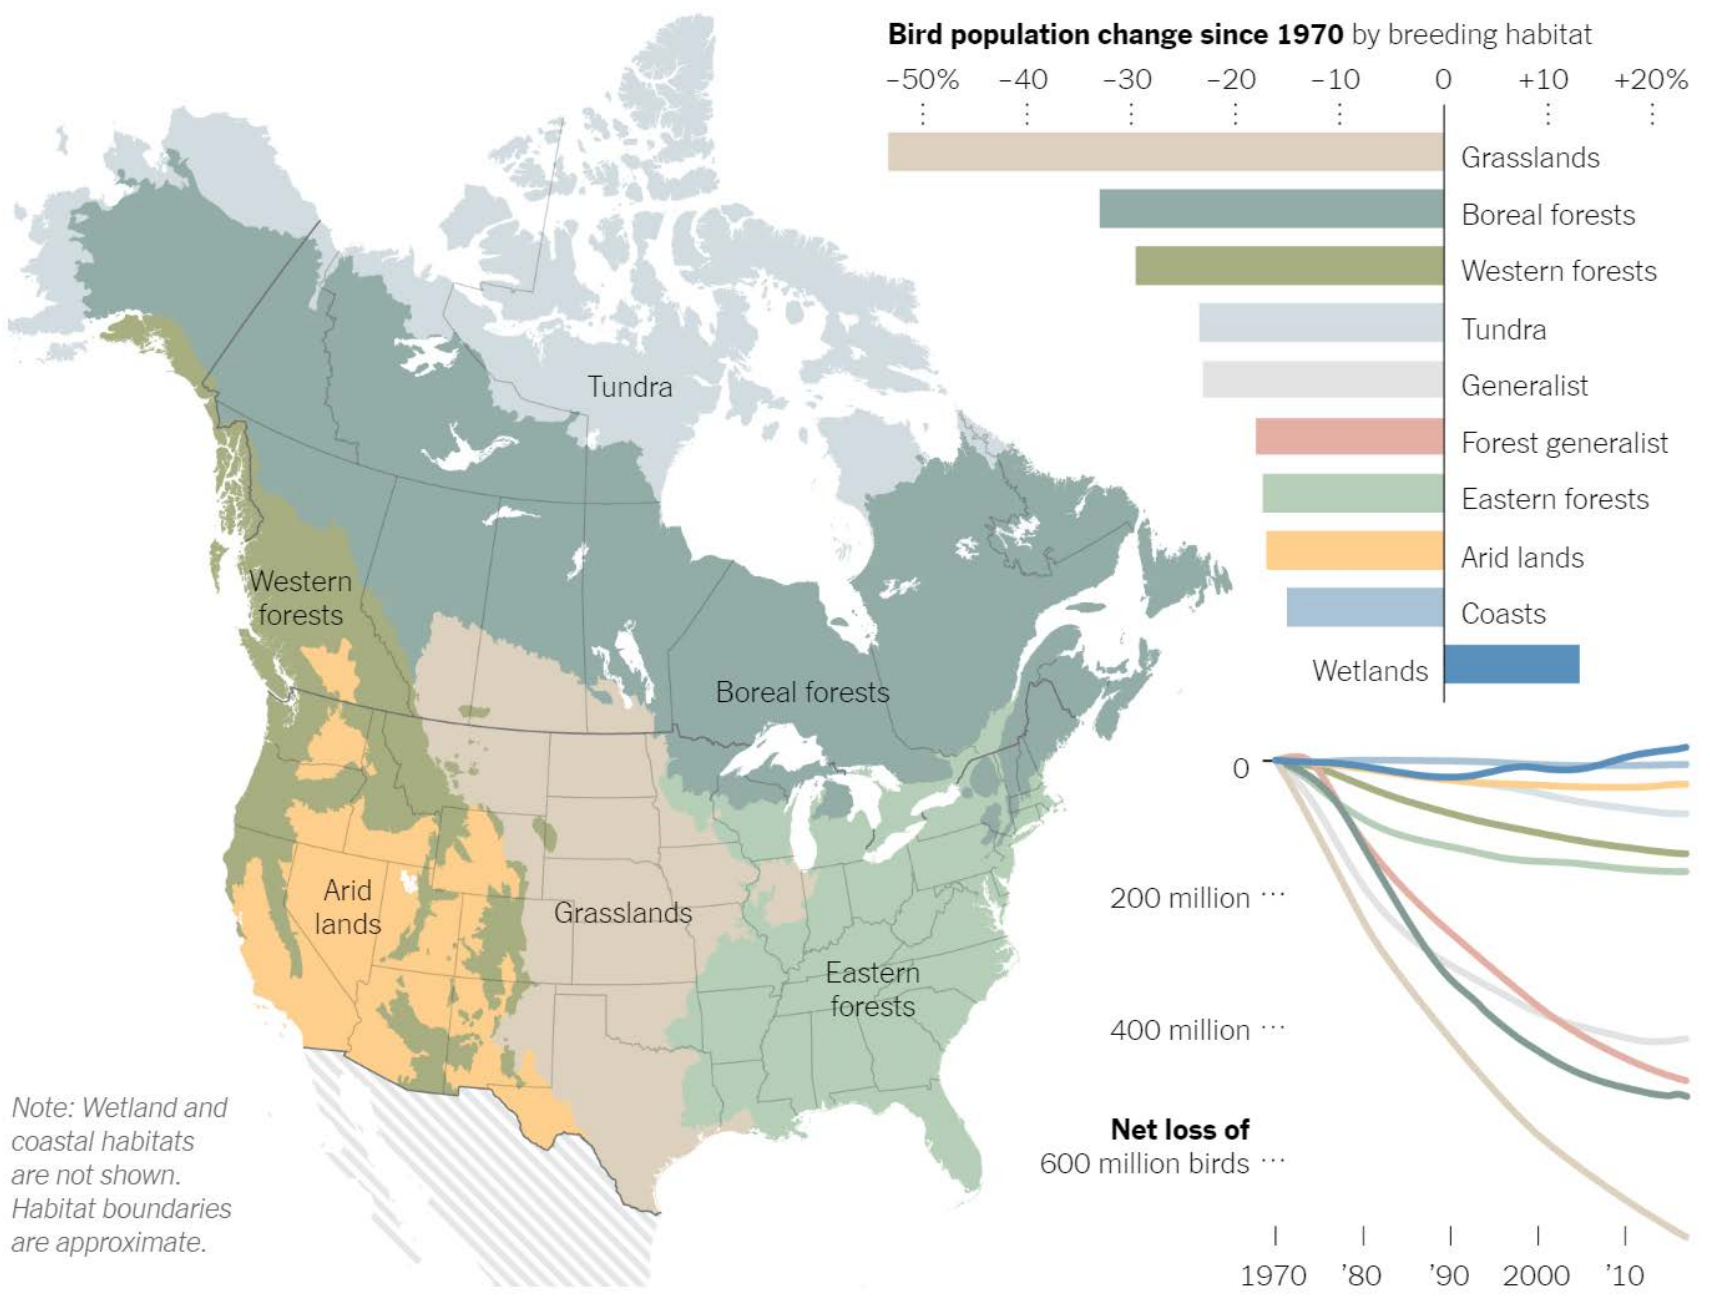 Bird population change since 1970 by breeding habitat
−50% −40 −30 −20 −10 0 +10 +20%
Grasslands
Boreal forests
Western forests
Tundra
Generalist
Forest generalist
Eastern forests
Arid lands
Coasts
Wetlands
Tundra
Western
forests
Boreal forests
Arid
lands
Grasslands
Eastern
forests
Note: Wetland and
coastal habitats
are not shown.
Habitat boundaries
are approximate.
0
200 million
400 million
Net loss of
600 million birds
1970 ’80 ’90 2000 ’10